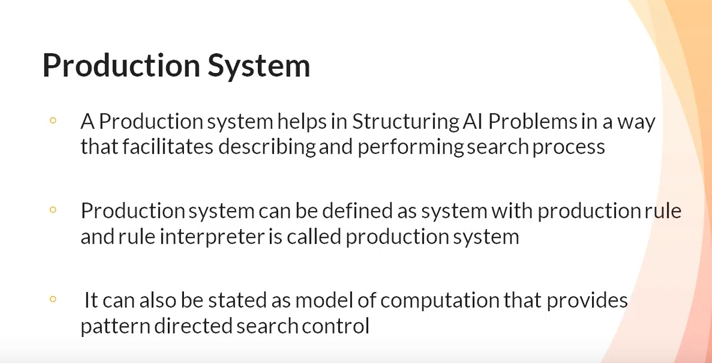 Production System
A Production system helps in Structuring AI Problems in a way
that facilitates describing and performing search process
Production system can be defined as system with production rule
and rule interpreter is called production system
It can also be stated as model of computation that provides
pattern directed search control